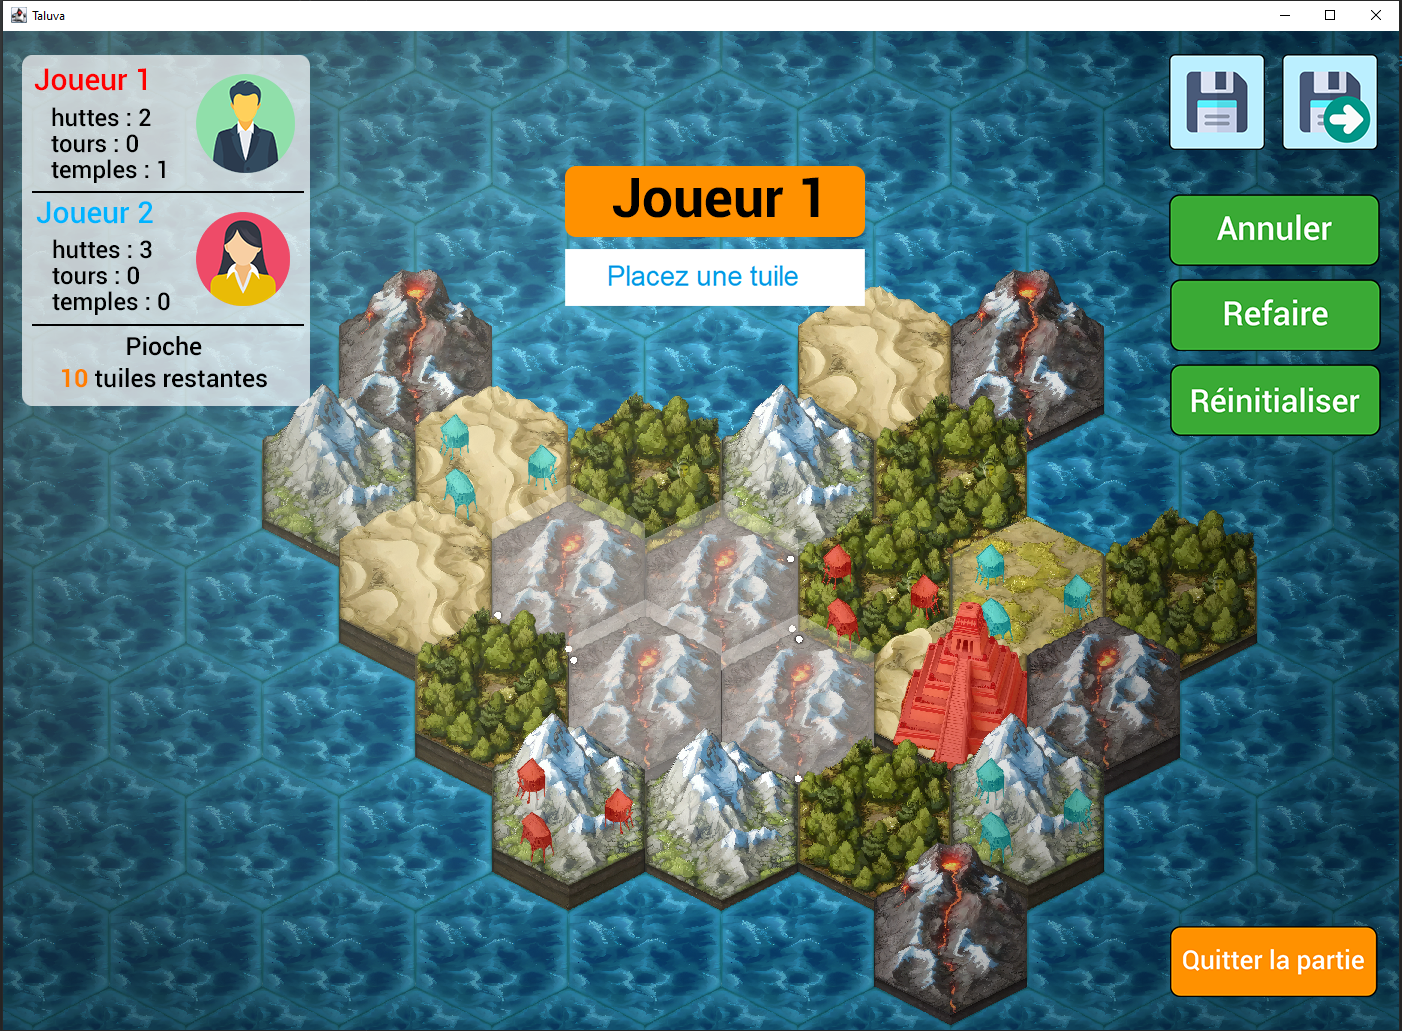 Taluva
Joueur 1
huttes : 2
tours : 0
temples : 1
Joueur 2
huttes : 3
tours : 0
temples : 0
Pioche
10 tuiles restantes
Joueur 1
Placez une tuile
Annuler
Refaire
Réinitialiser
Quitter la partie